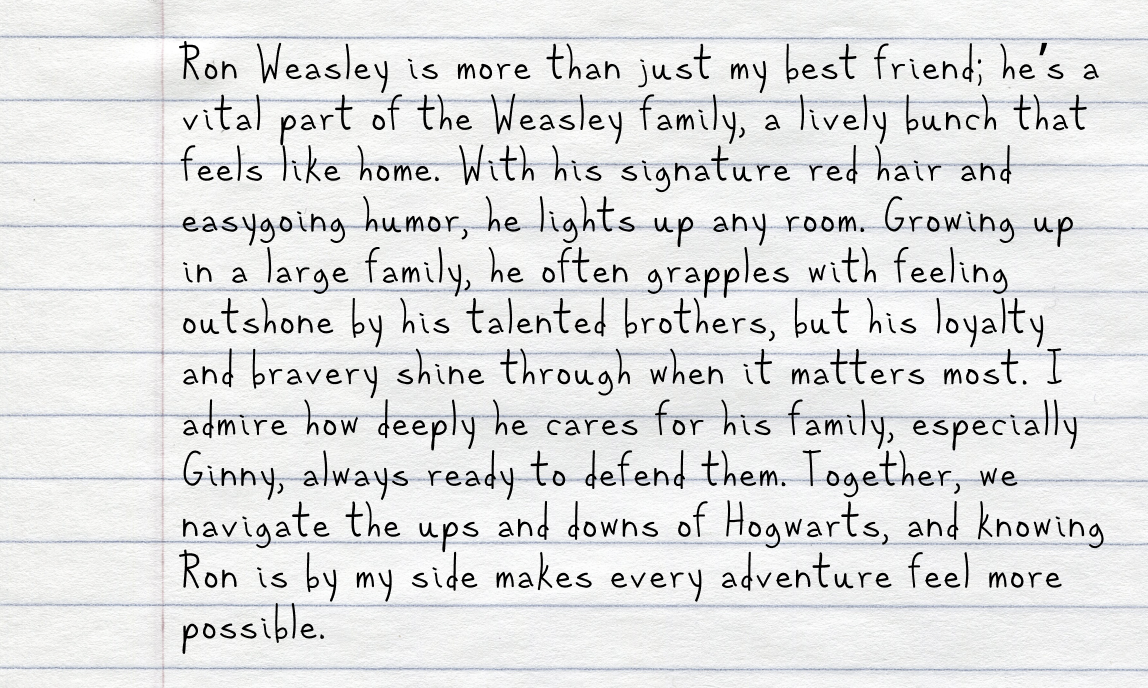 Ron Weasley is more than just my best friend; he's a
vital part of the Weasley family, a lively bunch that
feels like home. With his signature red hair and
easygoing humor, he lights up any room. Growing up
in a large family, he often grapples with feeling
outshone by his talented brothers, but his loyalty
and bravery shine through when it matters most. I
admire how deeply he cares for his family, especially
Ginny, always ready to defend them. Together, we
navigate the ups and downs of Hogwarts, and knowing
Ron is by my side makes every adventure feel more
possible.